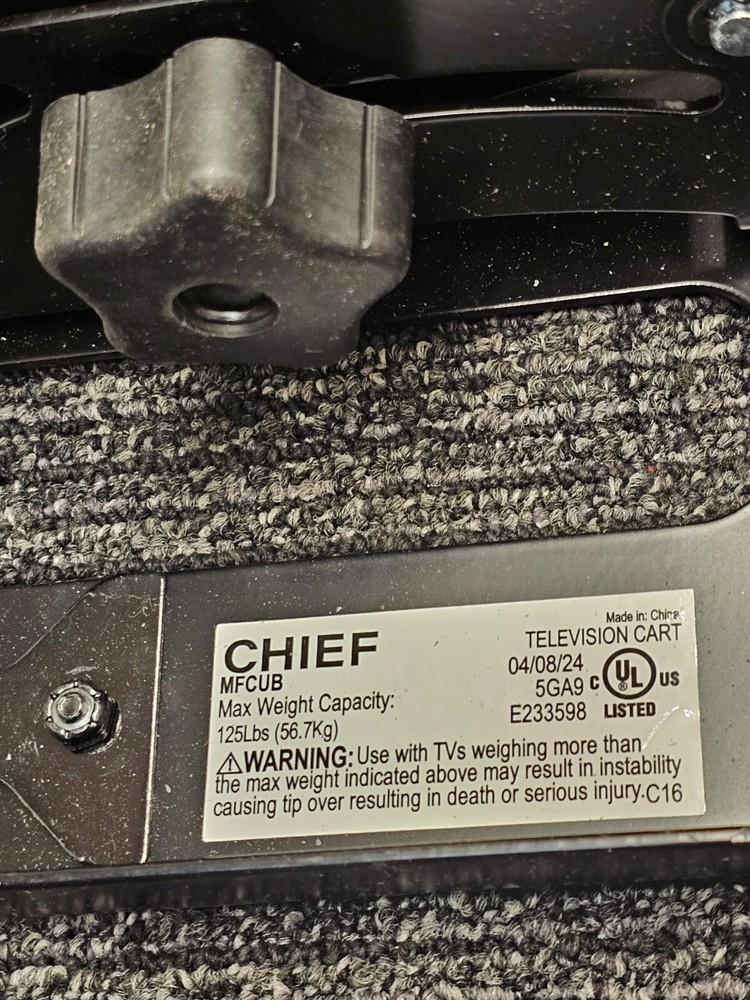 Made in: China
CHIEF
TELEVISION CART
MFCUB
04/08/24
Max Weight Capacity:
5GA9
C UL ® US
125Lbs (56.7Kg)
E233598
LISTED
WARNING: Use with TVs weighing more than
the max weight indicated above may result in instability
causing tip over resulting in death or serious injury.
C16